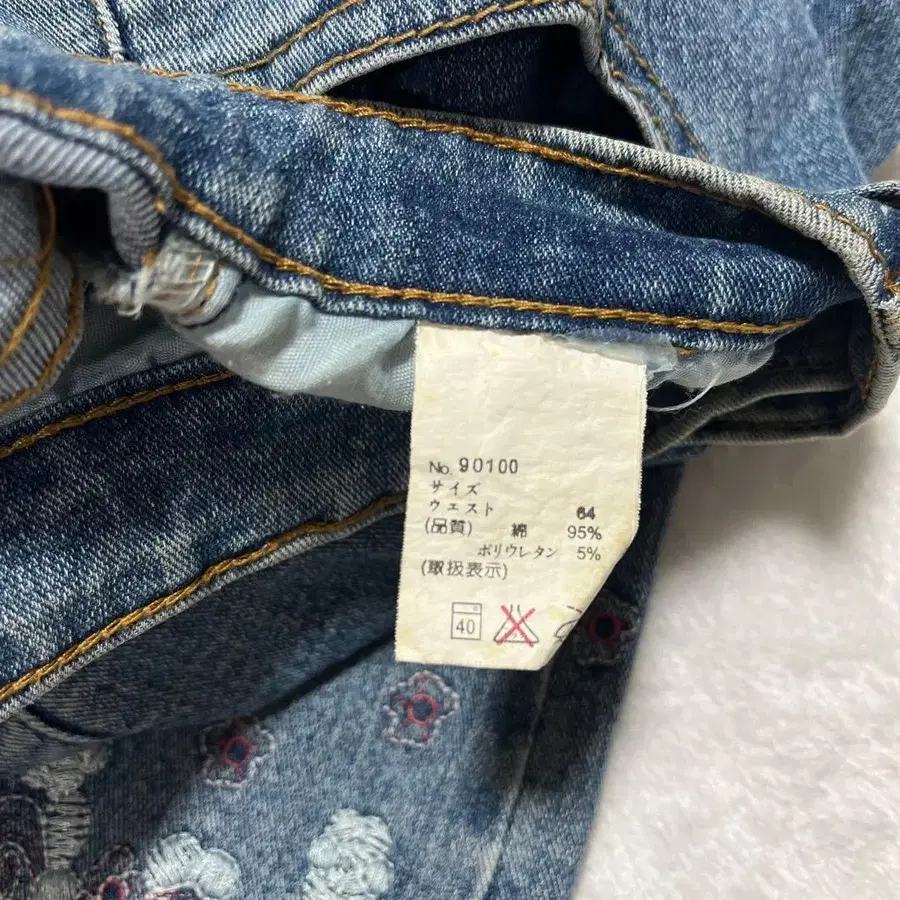 No. 90100
サイズ
ウェスト 64
(品質) 綿 95%
ポリウレタン 5%
(取扱表示)
40